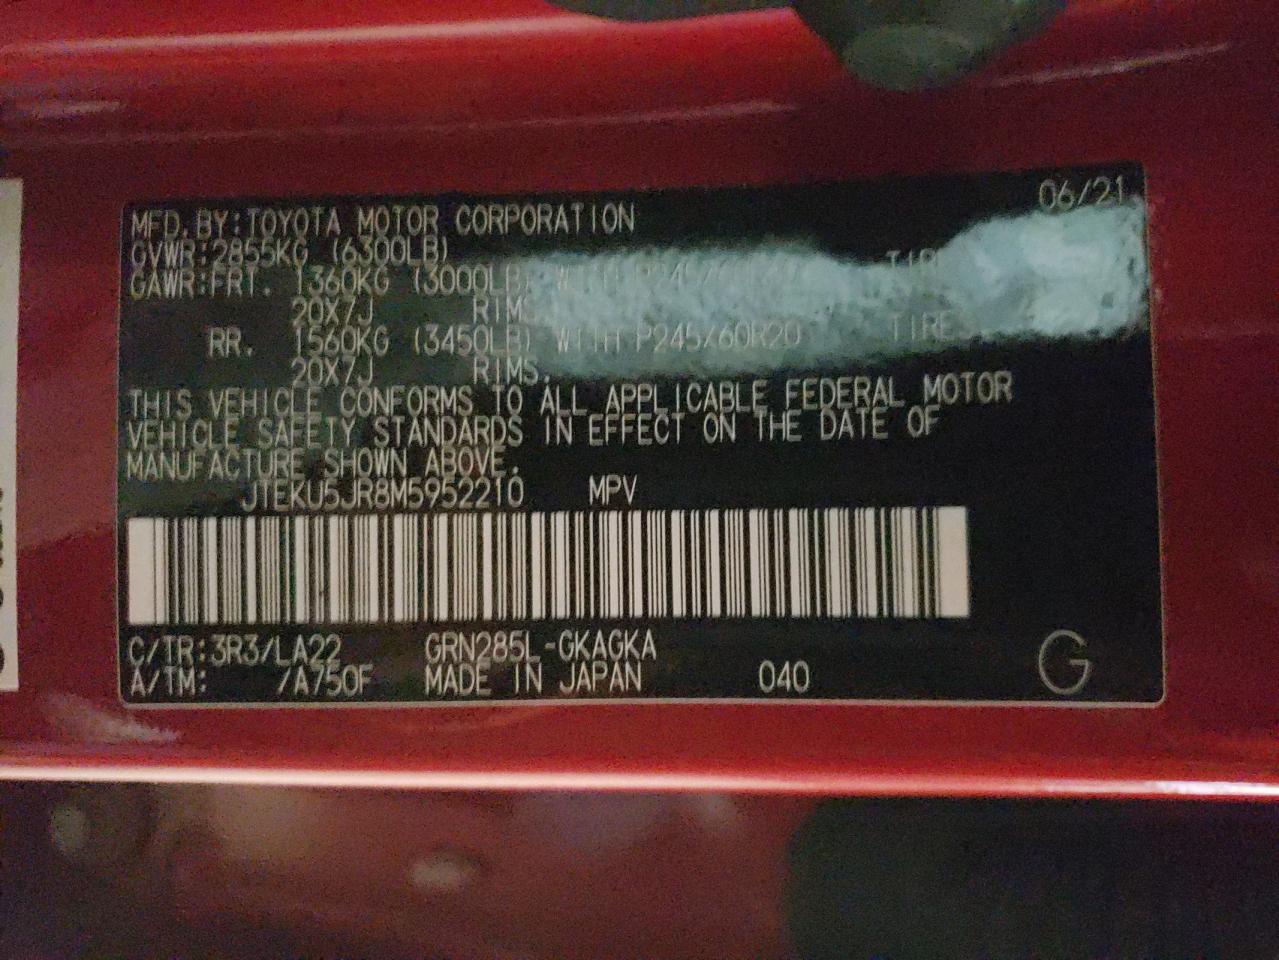 06/21
MFD.BY:TOYOTA MOTOR CORPORATION
GVWR:2855KG (6300LB)
GAWR:FRT. 1360KG (3000LB) WITH P245/
20X7J RIMS
RR. 1560KG (3450LB) WITH P245/60R20 TIRES
20X7J RIMS.
THIS VEHICLE CONFORMS TO ALL APPLICABLE FEDERAL MOTOR
VEHICLE SAFETY STANDARDS IN EFFECT ON THE DATE OF
MANUFACTURE SHOWN ABOVE.
JTEKU5JR8M5952210 MPV
C/TR:3R3/LA22 GRN285L-GKAGKA
A/TM: /A750F MADE IN JAPAN 040 G